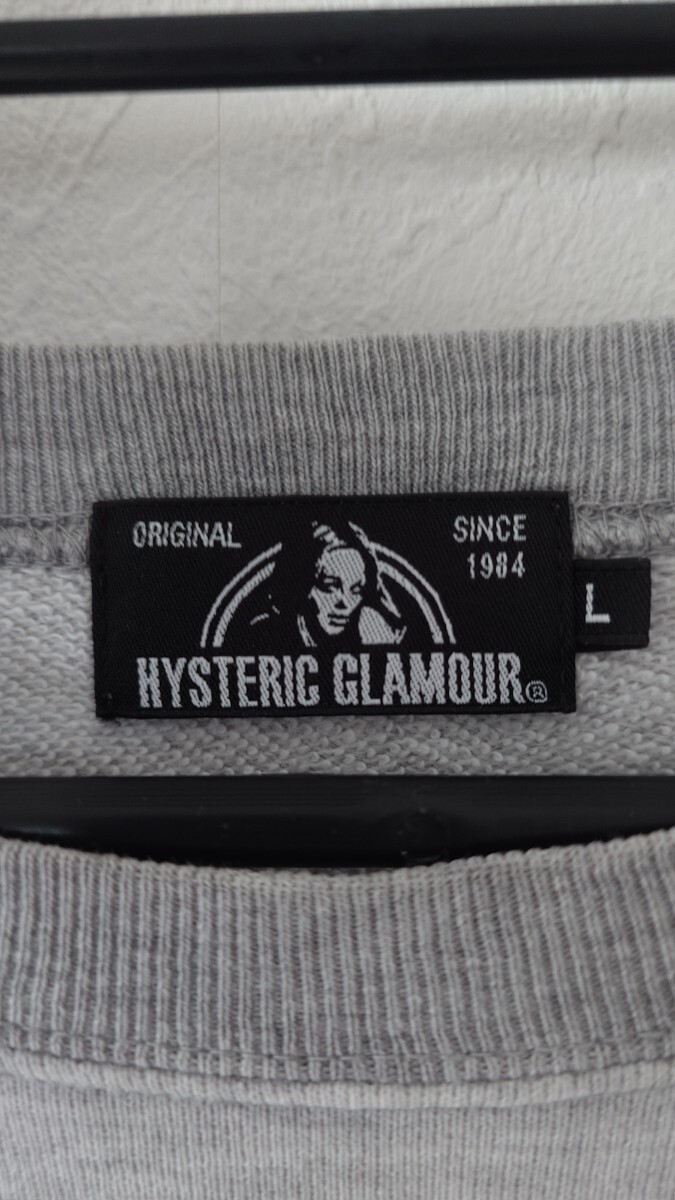 ORIGINAL
SINCE
1984
HYSTERIC GLAMOUR®
L